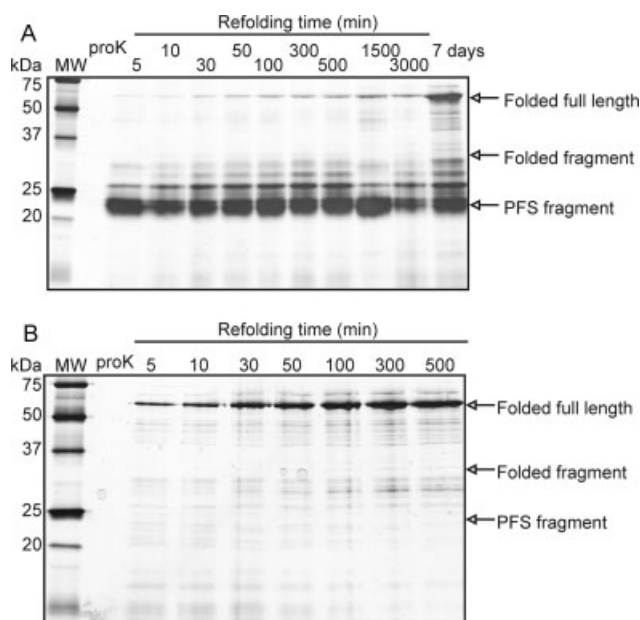 A
Refolding time (min)
kDa MW proK 5 10 30 50 100 300 500 1500 3000 7 days
75
50
37
25
20
Folded full length
Folded fragment
PFS fragment
B
Refolding time (min)
kDa MW proK 5 10 30 50 100 300 500
75
50
37
25
20
Folded full length
Folded fragment
PFS fragment